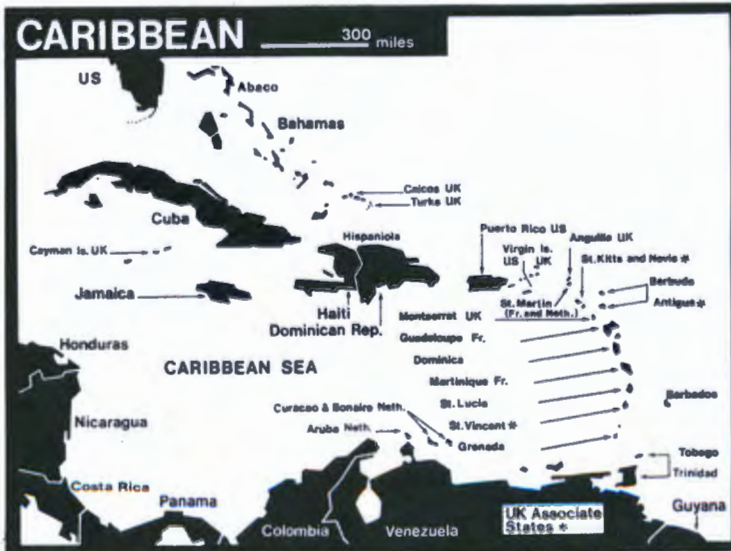 CARIBBEAN
300
miles
US
Abaco
Bahamas
Caicos UK
Turks UK
Cuba
Hispaniola
Puerto Rico US
Anguilla UK
Virgin Is.
US UK
St.Kitts and Nevis *
Cayman Is. UK
Barbuda
Jamaica
St.Martin
(Fr. and Neth.)
Antigua *
Haiti
Montserrat UK
Dominican Rep.
Guadeloupe Fr.
Honduras
Dominica
CARIBBEAN SEA
Martinique Fr.
St.Lucia
Barbados
Curacao & Bonaire Neth.
Nicaragua
St.Vincent *
Aruba Neth.
Grenada
Tobago
Trinidad
Costa Rica
Panama
Guyana
Colombia
Venezuela
UK Associate
States *